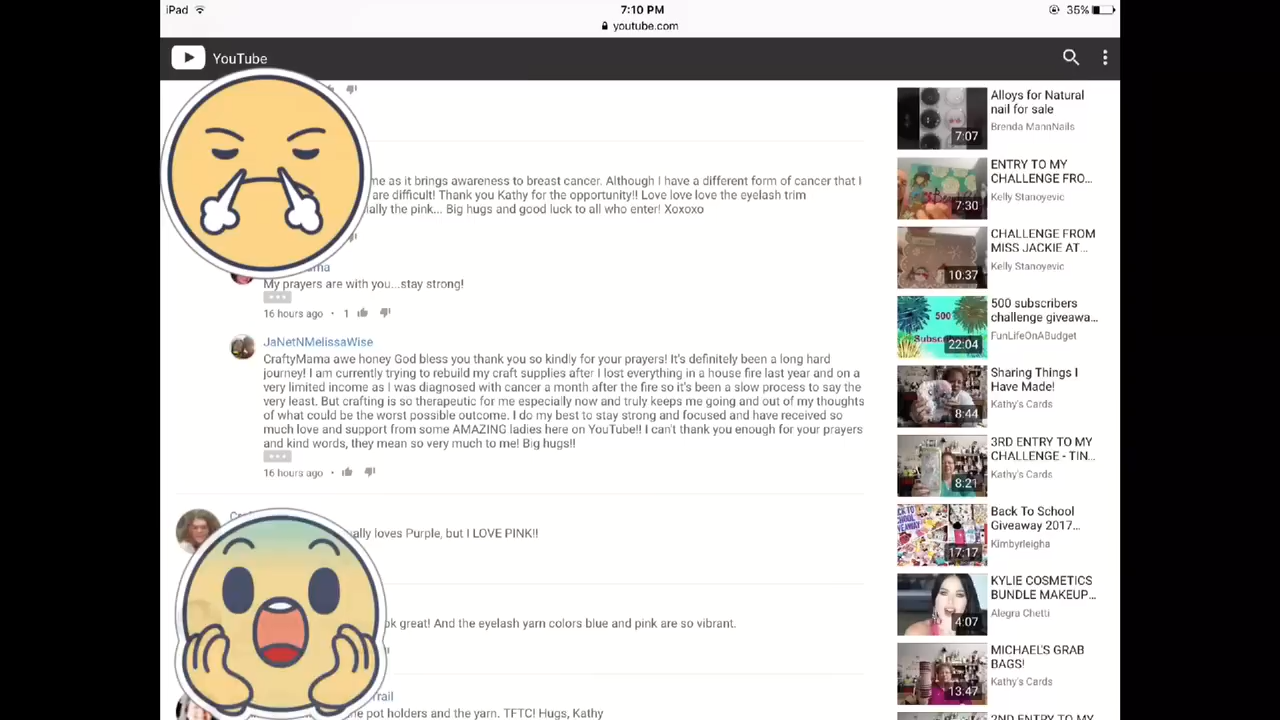 iPad
7:10 PM
35%
youtube.com
YouTube
me as it brings awareness to breast cancer. Although I have a different form of cancer that I
are difficult! Thank you Kathy for the opportunity!! Love love love the eyelash trim
ially the pink... Big hugs and good luck to all who enter! Xoxoxo
ma
My prayers are with you...stay strong!
16 hours ago • 1
JaNetNMelissaWise
CraftyMama awe honey God bless you thank you so kindly for your prayers! It's definitely been a long hard
journey! I am currently trying to rebuild my craft supplies after I lost everything in a house fire last year and on a
very limited income as I was diagnosed with cancer a month after the fire so it's been a slow process to say the
very least. But crafting is so therapeutic for me especially now and truly keeps me going and out of my thoughts
of what could be the worst possible outcome. I do my best to stay strong and focused and have received so
much love and support from some AMAZING ladies here on YouTube!! I can't thank you enough for your prayers
and kind words, they mean so very much to me! Big hugs!!
16 hours ago •
ally loves Purple, but I LOVE PINK!!
ok great! And the eyelash yarn colors blue and pink are so vibrant.
Trail
e pot holders and the yarn. TFTC! Hugs, Kathy
Alloys for Natural
nail for sale
Brenda MannNails
7:07
ENTRY TO MY
CHALLENGE FRO...
Kelly Stanoyevic
7:30
CHALLENGE FROM
MISS JACKIE AT...
Kelly Stanoyevic
10:37
500 subscribers
challenge giveawa...
FunLifeOnABudget
500
Subsc
22:04
Sharing Things I
Have Made!
Kathy's Cards
8:44
3RD ENTRY TO MY
CHALLENGE - TIN...
Kathy's Cards
8:21
Back To School
Giveaway 2017...
Kimbyrleigha
17:17
KYLIE COSMETICS
BUNDLE MAKEUP...
Alegra Chetti
4:07
MICHAEL'S GRAB
BAGS!
Kathy's Cards
13:47
2ND ENTRY TO MY